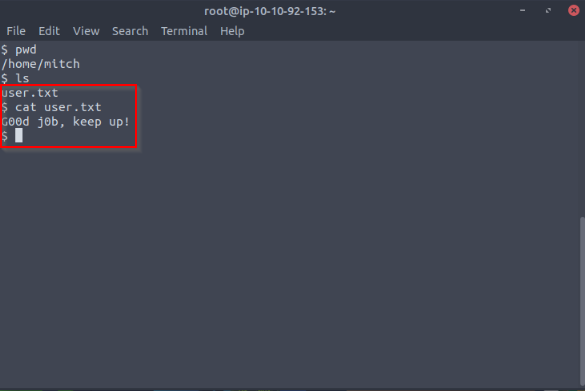 root@ip-10-10-92-153: ~
File Edit View Search Terminal Help
$ pwd
/home/mitch
$ ls
user.txt
$ cat user.txt
G00d j0b, keep up!
$